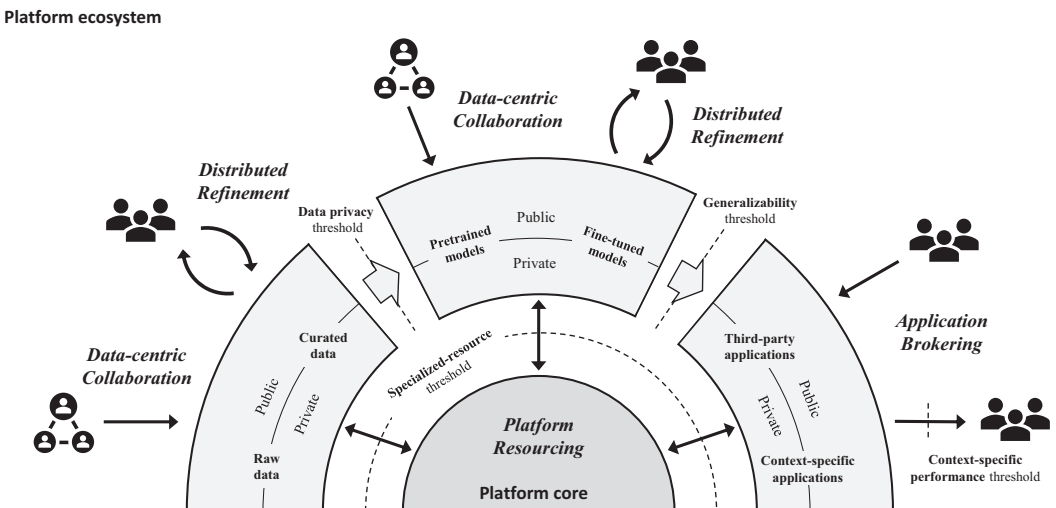 Platform ecosystem
Data-centric
Collaboration
Distributed
Refinement
Distributed
Refinement
Data privacy
threshold
Generalizability
threshold
Public
Pretrained
models
Fine-tuned
models
Private
Application
Brokering
Curated
data
Specialized-resource
threshold
Third-party
applications
Data-centric
Collaboration
Public
Private
Private
Public
Raw
data
Platform
Resourcing
Platform core
Context-specific
applications
Context-specific
performance threshold